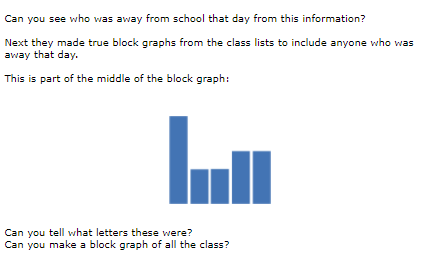 Can you see who was away from school that day from this information?
Next they made true block graphs from the class lists to include anyone who was
away that day.
This is part of the middle of the block graph:
Can you tell what letters these were?
Can you make a block graph of all the class?